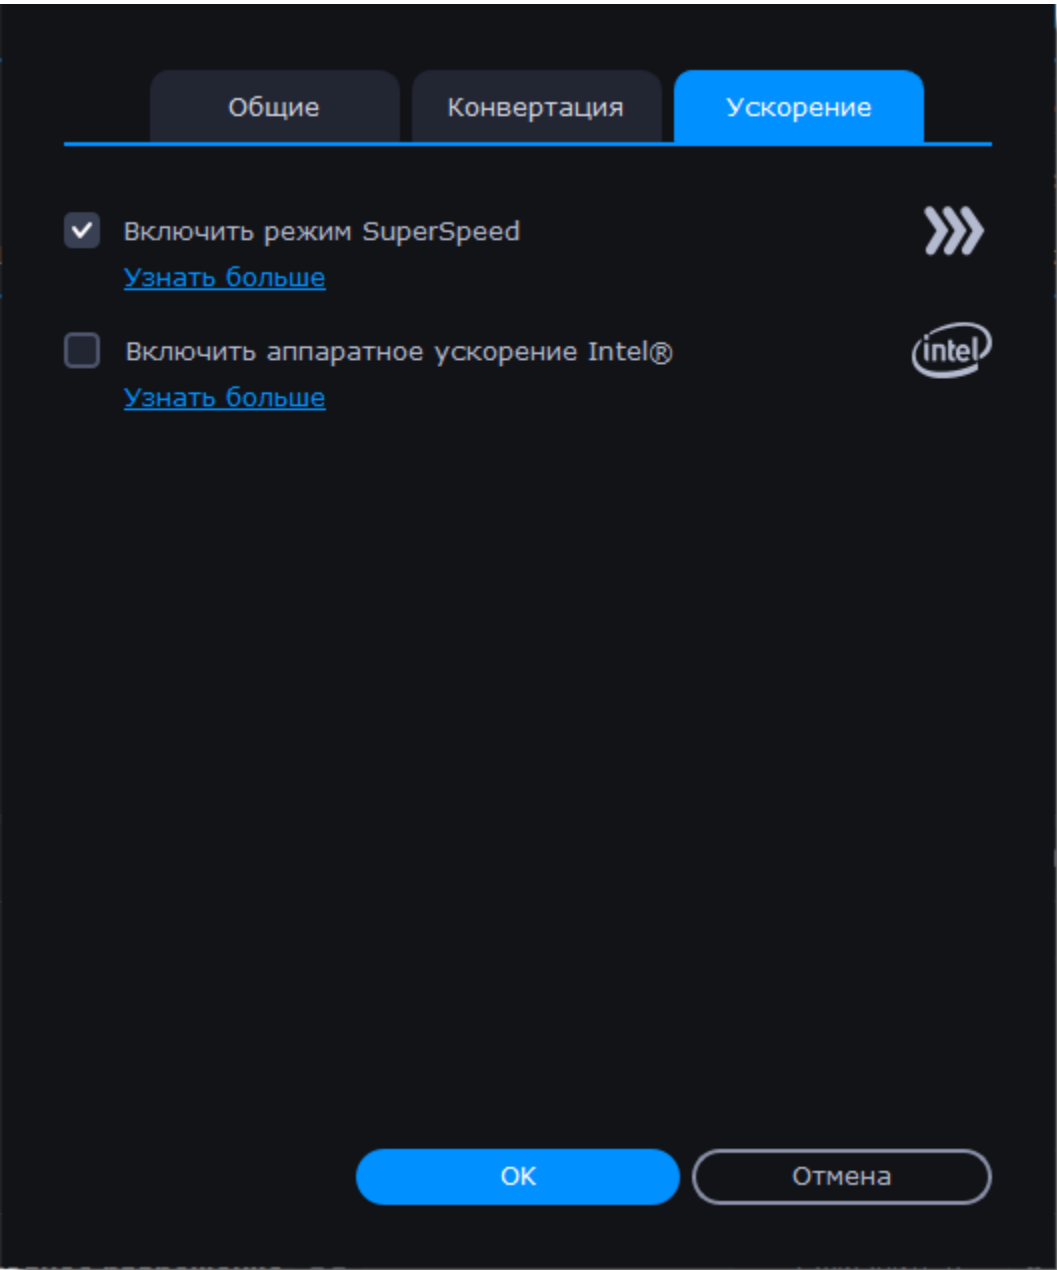 Общие
Конвертация
Ускорение
Включить режим SuperSpeed
Узнать больше
Включить аппаратное ускорение Intel®
intel
Узнать больше
OK
Отмена